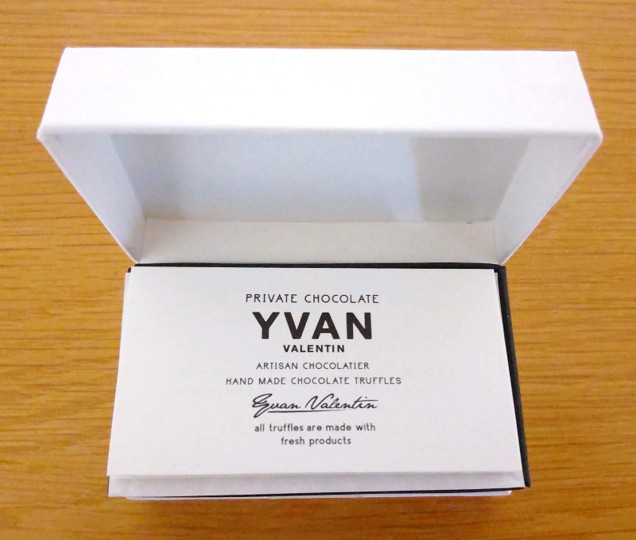 PRIVATE CHOCOLATE
YVAN
VALENTIN
ARTISAN CHOCOLATIER
HAND MADE CHOCOLATE TRUFFLES
Yvan Valentin
all truffles are made with
fresh products